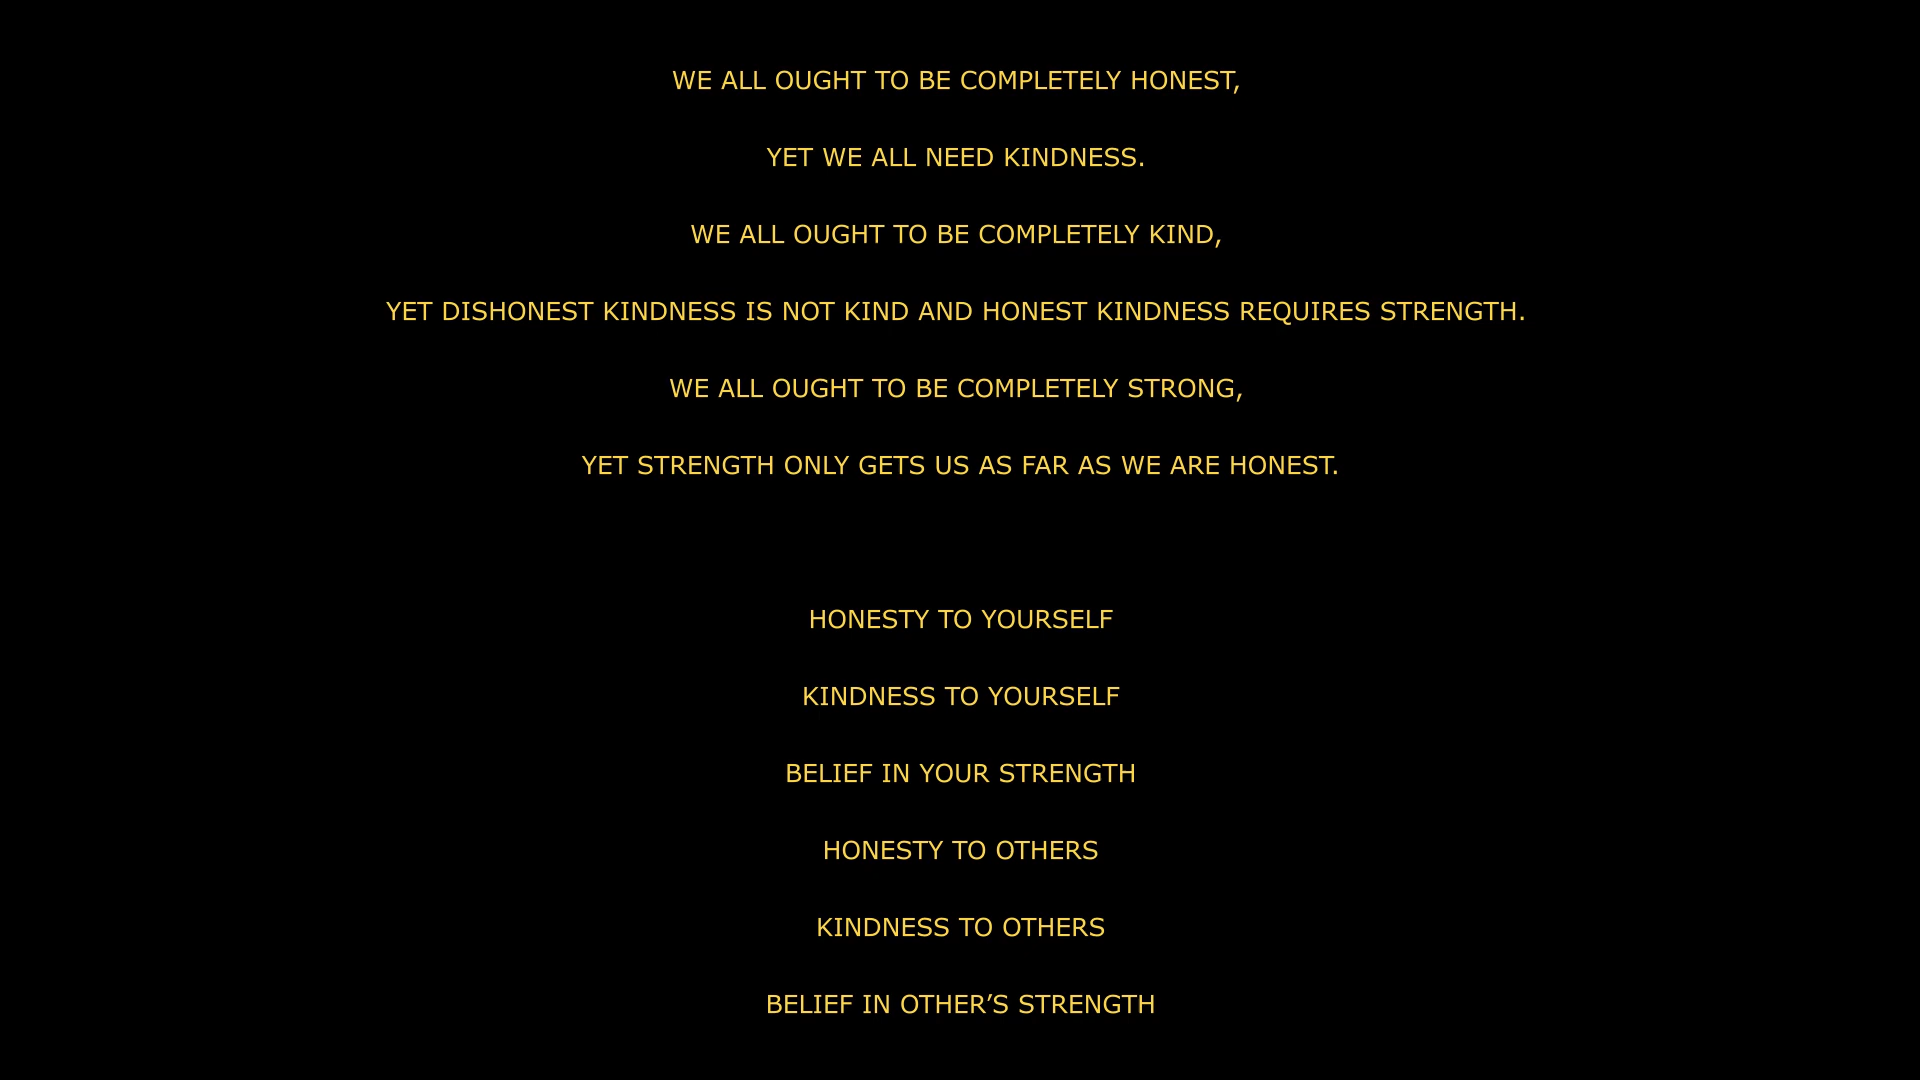 WE ALL OUGHT TO BE COMPLETELY HONEST,
YET WE ALL NEED KINDNESS.
WE ALL OUGHT TO BE COMPLETELY KIND,
YET DISHONEST KINDNESS IS NOT KIND AND HONEST KINDNESS REQUIRES STRENGTH.
WE ALL OUGHT TO BE COMPLETELY STRONG,
YET STRENGTH ONLY GETS US AS FAR AS WE ARE HONEST.
HONESTY TO YOURSELF
KINDNESS TO YOURSELF
BELIEF IN YOUR STRENGTH
HONESTY TO OTHERS
KINDNESS TO OTHERS
BELIEF IN OTHER’S STRENGTH